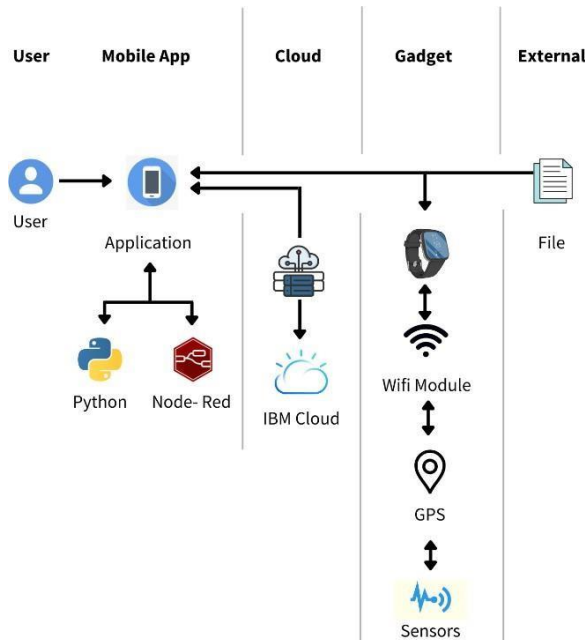 User
Mobile App
Cloud
Gadget
External
User
Application
File
Python
Node- Red
IBM Cloud
Wifi Module
GPS
Sensors